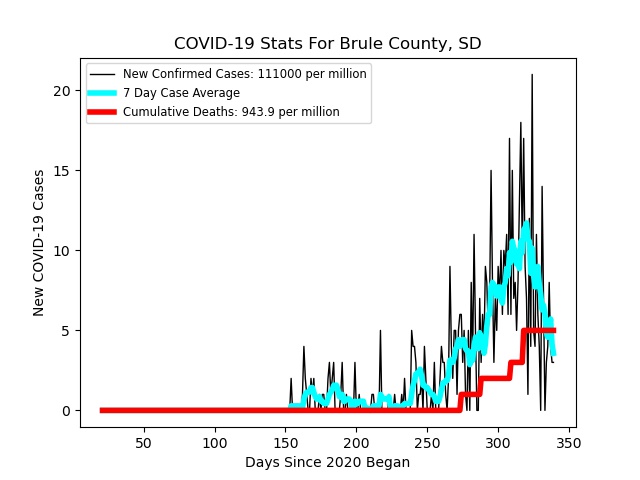 COVID-19 Stats For Brule County, SD
New Confirmed Cases: 111000 per million
7 Day Case Average
Cumulative Deaths: 943.9 per million
New COVID-19 Cases
20
15
10
5
0
50 100 150 200 250 300 350
Days Since 2020 Began